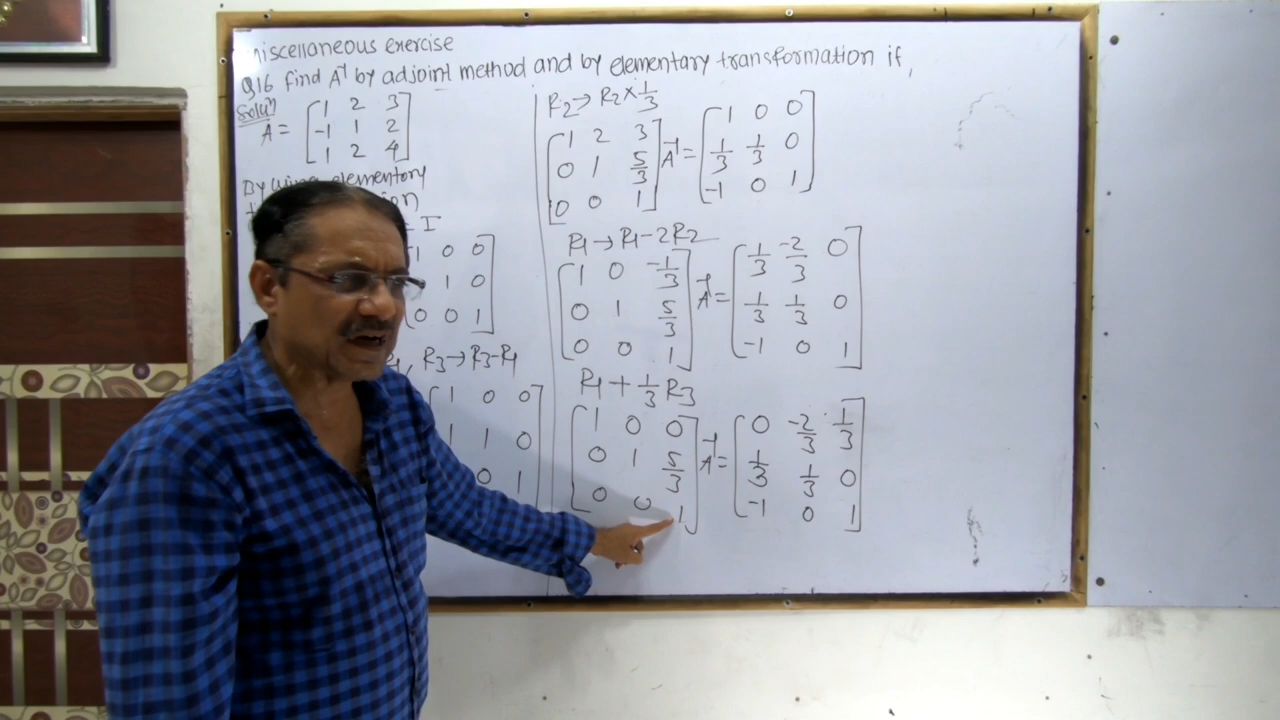 Miscellaneous exercise
Q16 find A⁻¹ by adjoint method and by elementary transformation if,
Soluⁿ
A = [1 2 3
-1 1 2
1 2 4]
By using elementary
= I
1 0 0
1 0
0 0 1]
R₃→R₃-R₁
[1 0 0
1 1 0
0 1]
R₂→R₂×1/3
[1 2 3
0 1 5/3
0 0 1] A⁻¹ = [1 0 0
1/3 1/3 0
-1 0 1]
R₁→R₁-2R₂
[1 0 -1/3
0 1 5/3
0 0 1] A⁻¹ = [1/3 -2/3 0
1/3 1/3 0
-1 0 1]
R₁+1/3R₃
[1 0 0
0 1 5/3
0 0 1] A⁻¹ = [0 -2/3 1/3
1/3 1/3 0
-1 0 1]